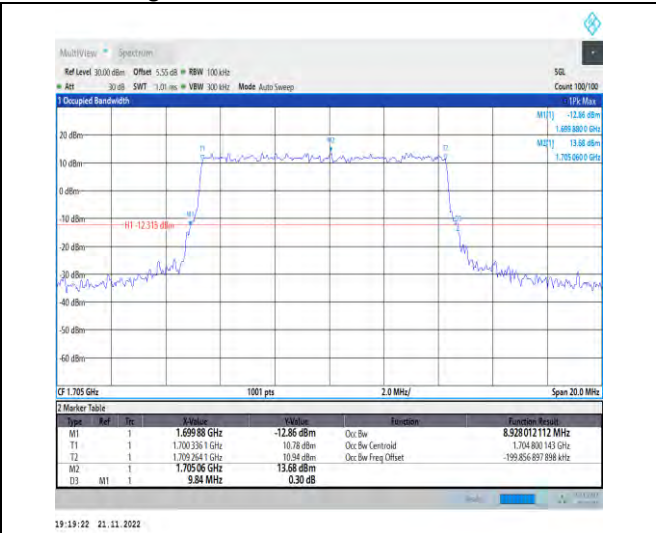 MultiView Spectrum
Ref Level 30.00 dBm Offset 5.55 dB RBW 100 kHz SGL
Att 30 dB SWT 1.01 ms VBW 300 kHz Mode Auto Sweep Count 100/100
1 Occupied Bandwidth 1Pk Max
M1[1] -12.86 dBm
1.699 880 0 GHz
M2[1] 13.68 dBm
1.705 060 0 GHz
20 dBm
T1 M2 T2
10 dBm
0 dBm
-10 dBm
M1
H1 -12.315 dBm
-20 dBm
-30 dBm
-40 dBm
-50 dBm
-60 dBm
CF 1.705 GHz 1001 pts 2.0 MHz/ Span 20.0 MHz
2 Marker Table
Type Ref Trc X-Value Y-Value Function Function Result
M1 1 1.699 88 GHz -12.86 dBm Occ Bw 8.928 012 112 MHz
T1 1 1.700 336 1 GHz 10.78 dBm Occ Bw Centroid 1.704 800 143 GHz
T2 1 1.709 264 1 GHz 10.94 dBm Occ Bw Freq Offset -199.856 897 898 kHz
M2 1 1.705 06 GHz 13.68 dBm
D3 M1 1 9.84 MHz 0.30 dB
19:19:22 21.11.2022